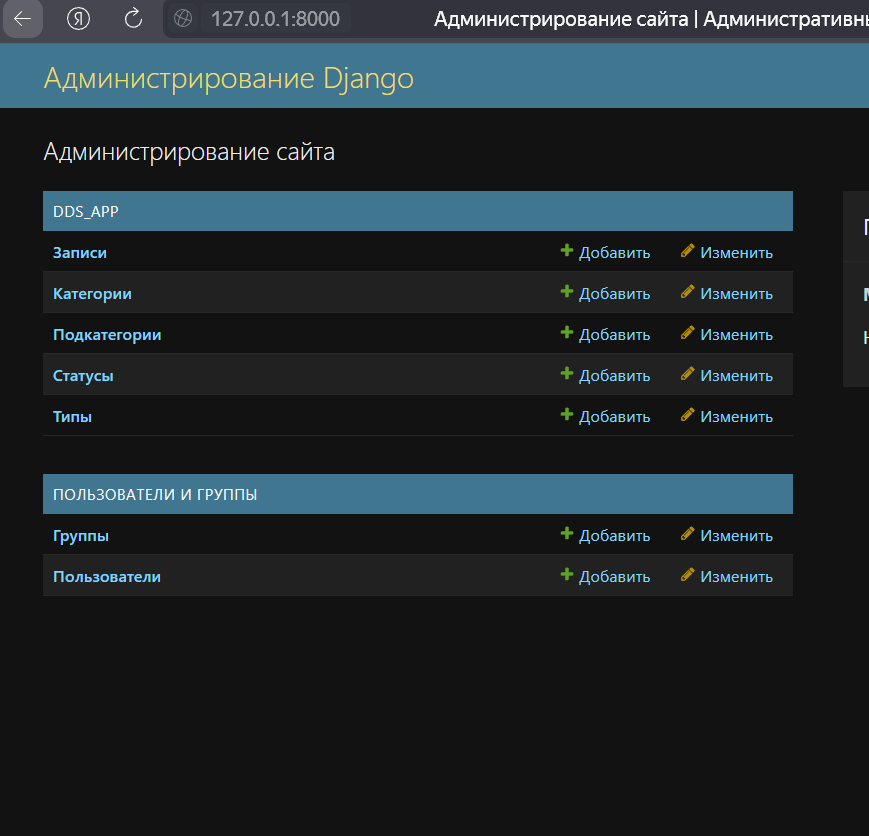 Я 127.0.0.1:8000 Администрирование сайта | Административны
Администрирование Django
Администрирование сайта
DDS_APP
Записи Добавить Изменить
Категории Добавить Изменить
Подкатегории Добавить Изменить
Статусы Добавить Изменить
Типы Добавить Изменить
ПОЛЬЗОВАТЕЛИ И ГРУППЫ
Группы Добавить Изменить
Пользователи Добавить Изменить